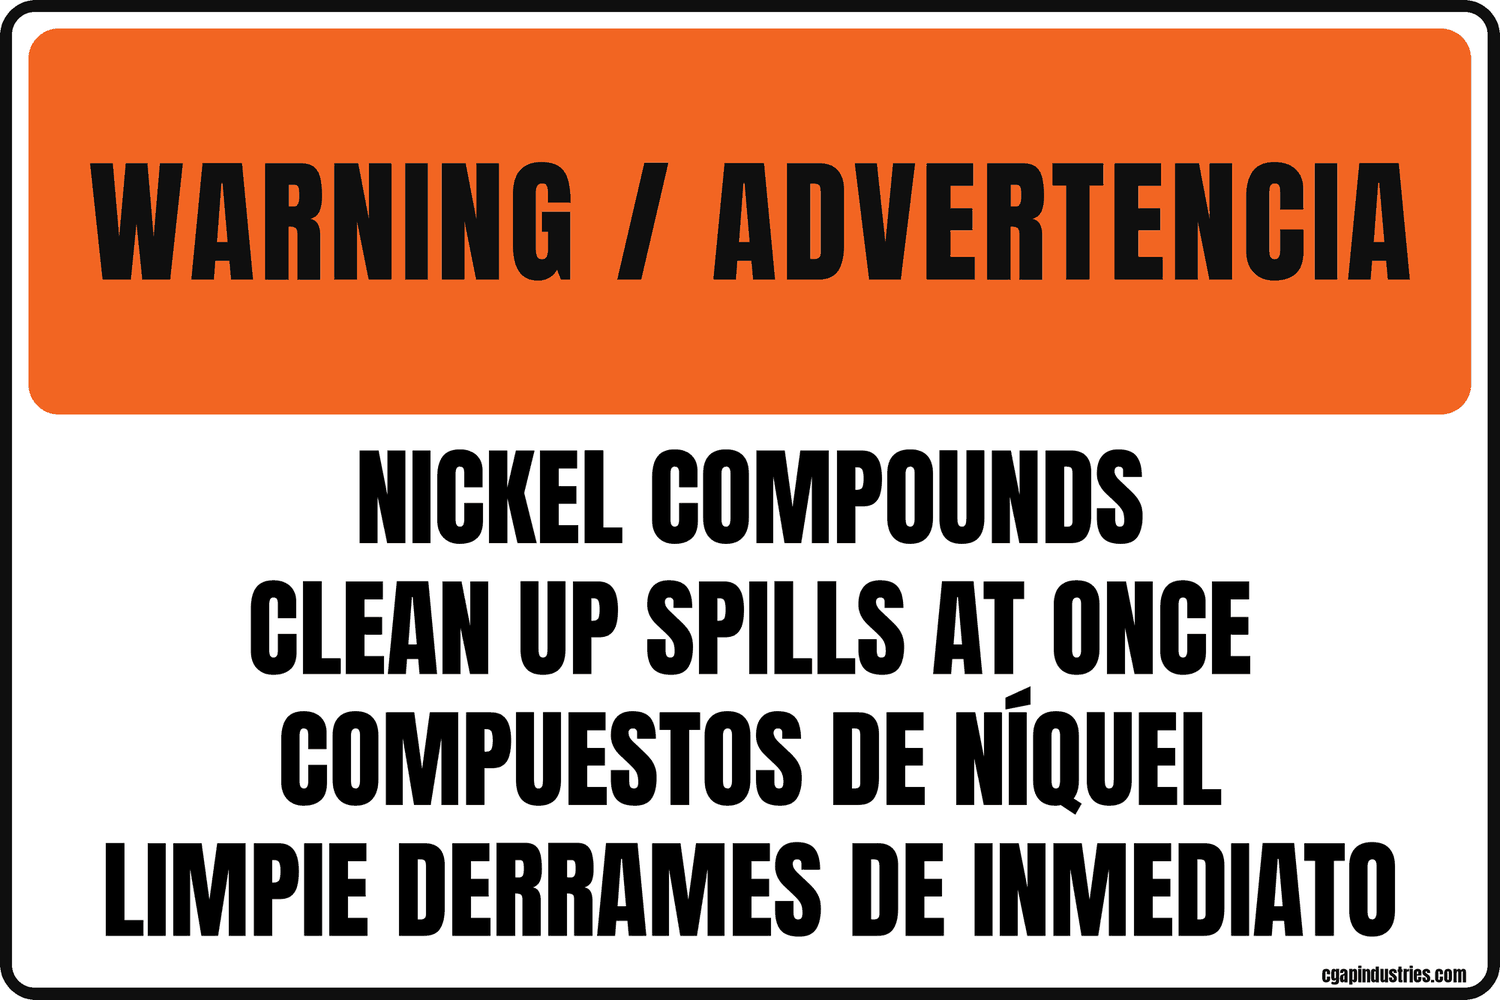 WARNING / ADVERTENCIA
NICKEL COMPOUNDS
CLEAN UP SPILLS AT ONCE
COMPUESTOS DE NÍQUEL
LIMPIE DERRAMES DE INMEDIATO
cgapindustries.com